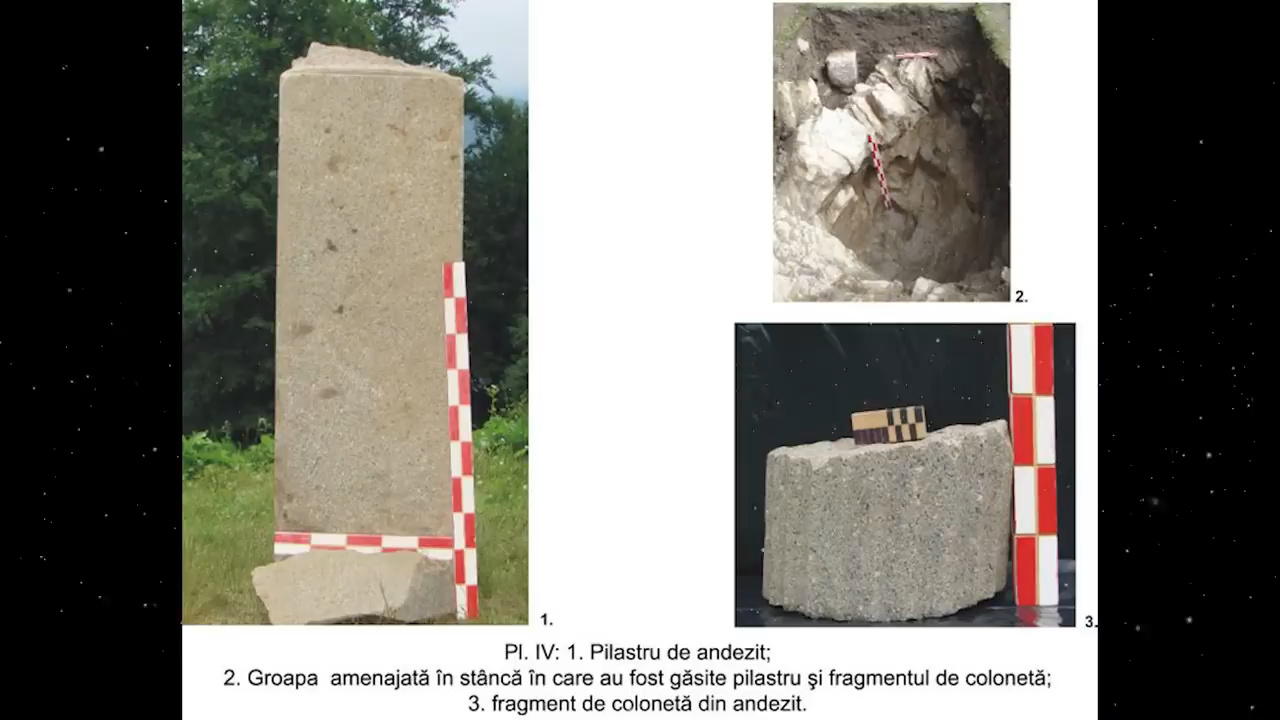 1.
2.
3.
Pl. IV: 1. Pilastru de andezit;
2. Groapa  amenajată în stâncă în care au fost găsite pilastru şi fragmentul de colonetă;
3. fragment de colonetă din andezit.